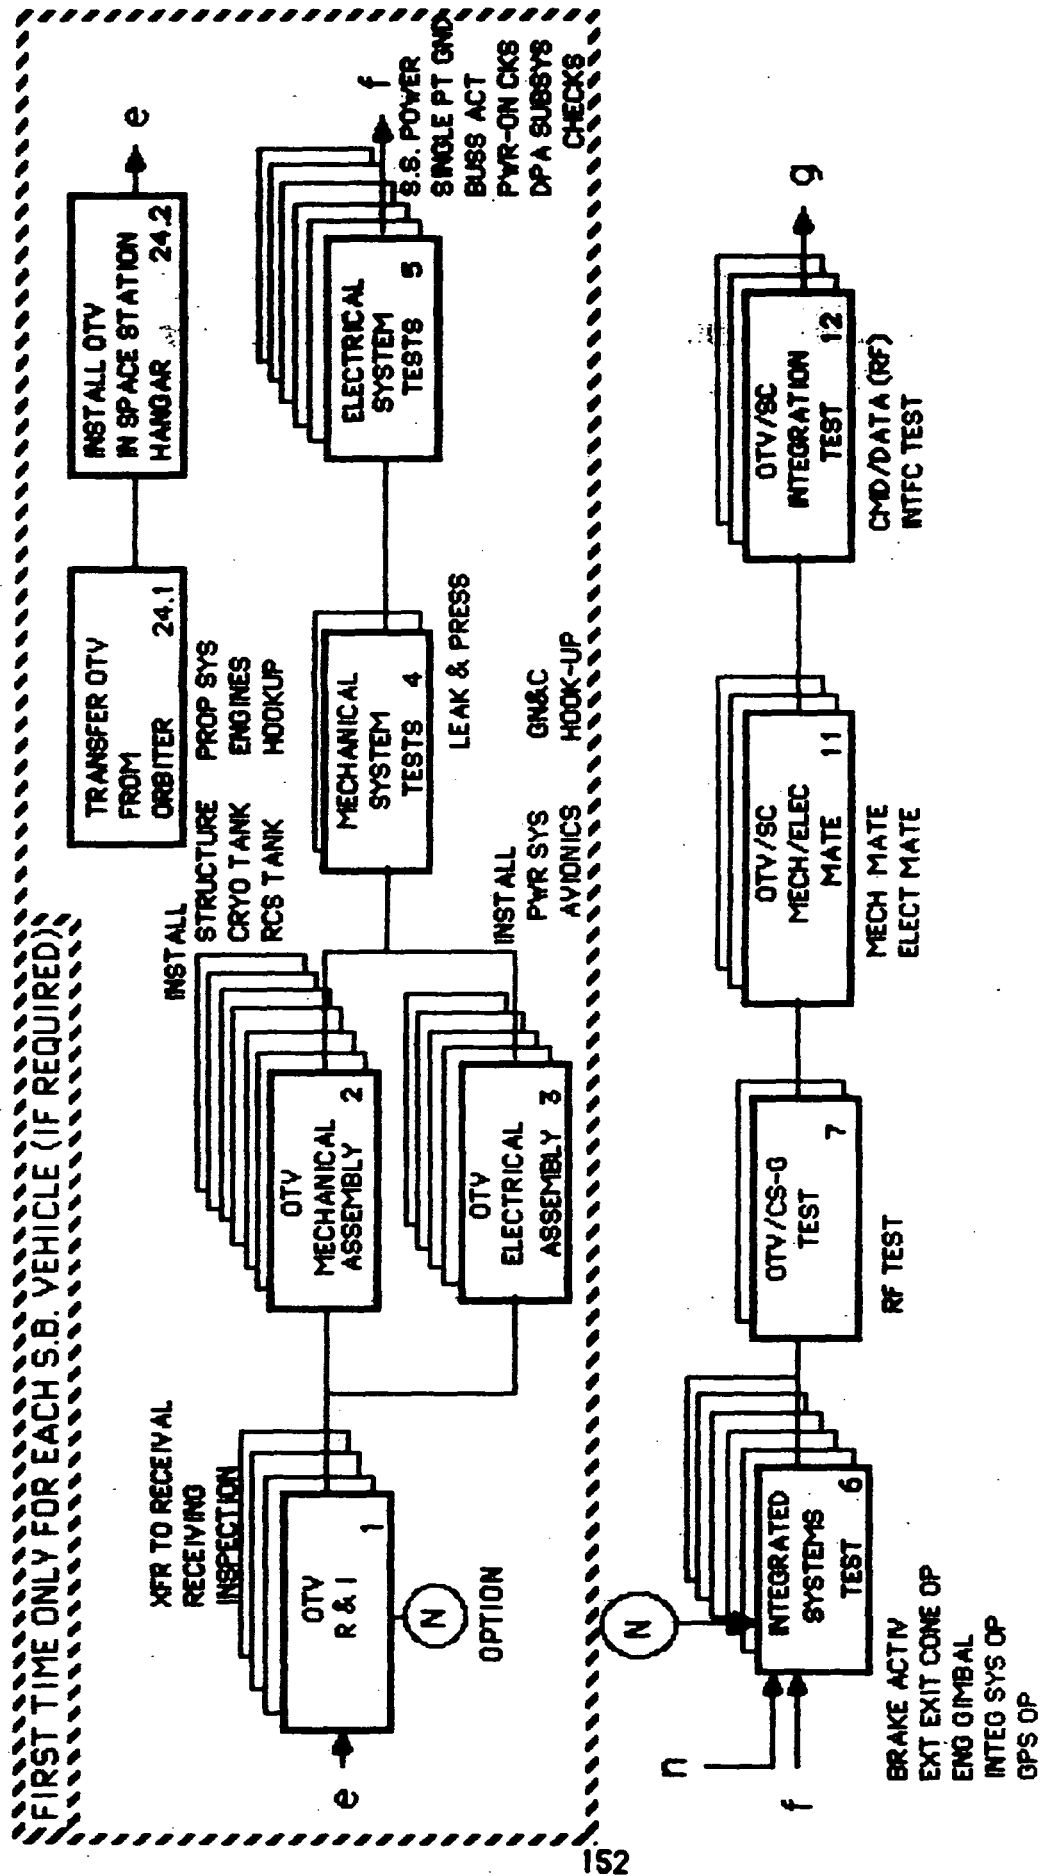 FIRST TIME ONLY FOR EACH S.B. VEHICLE (IF REQUIRED)
TRANSFER OTV
FROM
ORBITER 24.1
INSTALL OTV
IN SPACE STATION
HANGAR 24.2
e
XFR TO RECEIVAL
RECEIVING
INSPECTION
e
OTV
R & I
1
N
OPTION
INSTALL
STRUCTURE PROP SYS
CRYO TANK ENGINES
RCS TANK HOOKUP
OTV
MECHANICAL
ASSEMBLY 2
OTV
ELECTRICAL
ASSEMBLY 3
INSTALL
PWR SYS GN&C
AVIONICS HOOK-UP
MECHANICAL
SYSTEM
TESTS 4
LEAK & PRESS
ELECTRICAL
SYSTEM
TESTS 5
f
S.S. POWER
SINGLE PT GND
BUSS ACT
PWR-ON CKS
DPA SUBSYS
CHECKS
n
f
N
INTEGRATED
SYSTEMS
TEST 6
BRAKE ACTIV
EXT EXIT CONE OP
ENG GIMBAL
INTEG SYS OP
GPS OP
OTV/CS-G
TEST
7
RF TEST
OTV/SC
MECH/ELEC
MATE 11
MECH MATE
ELECT MATE
OTV/SC
INTEGRATION
TEST 12
CMD/DATA (RF)
INTFC TEST
g
152